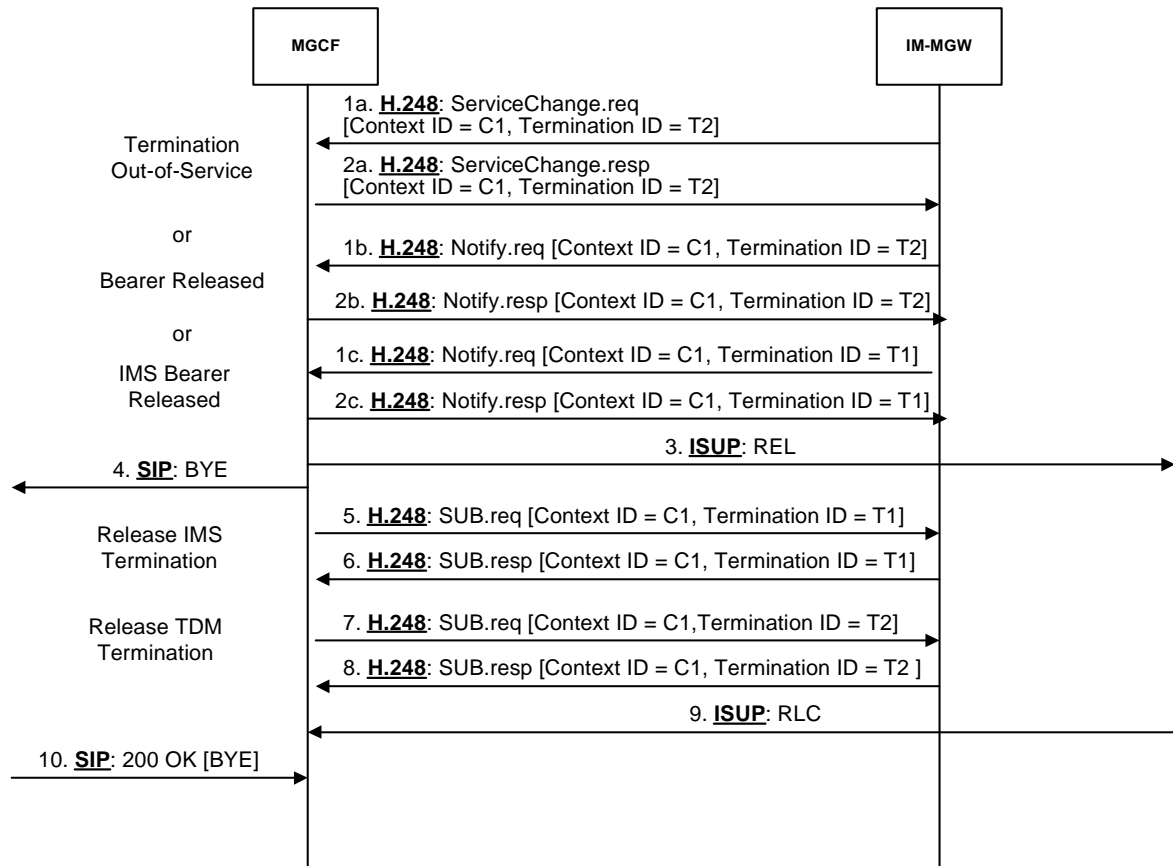 MGCF
IM-MGW
1a. H.248: ServiceChange.req
[Context ID = C1, Termination ID = T2]
Termination
Out-of-Service
2a. H.248: ServiceChange.resp
[Context ID = C1, Termination ID = T2]
or
1b. H.248: Notify.req [Context ID = C1, Termination ID = T2]
Bearer Released
2b. H.248: Notify.resp [Context ID = C1, Termination ID = T2]
or
1c. H.248: Notify.req [Context ID = C1, Termination ID = T1]
IMS Bearer
Released
2c. H.248: Notify.resp [Context ID = C1, Termination ID = T1]
3. ISUP: REL
4. SIP: BYE
5. H.248: SUB.req [Context ID = C1, Termination ID = T1]
Release IMS
Termination
6. H.248: SUB.resp [Context ID = C1, Termination ID = T1]
Release TDM
Termination
7. H.248: SUB.req [Context ID = C1,Termination ID = T2]
8. H.248: SUB.resp [Context ID = C1, Termination ID = T2 ]
9. ISUP: RLC
10. SIP: 200 OK [BYE]